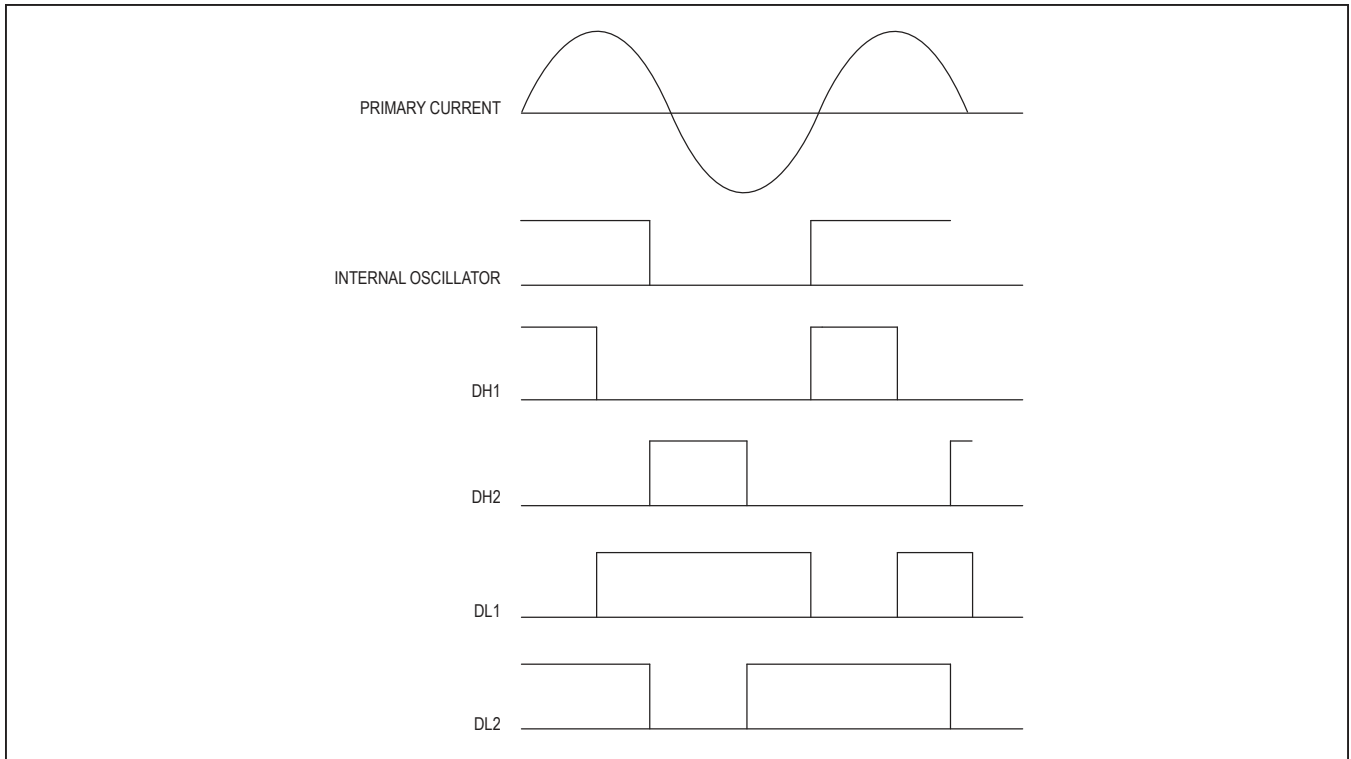 PRIMARY CURRENT
INTERNAL OSCILLATOR
DH1
DH2
DL1
DL2